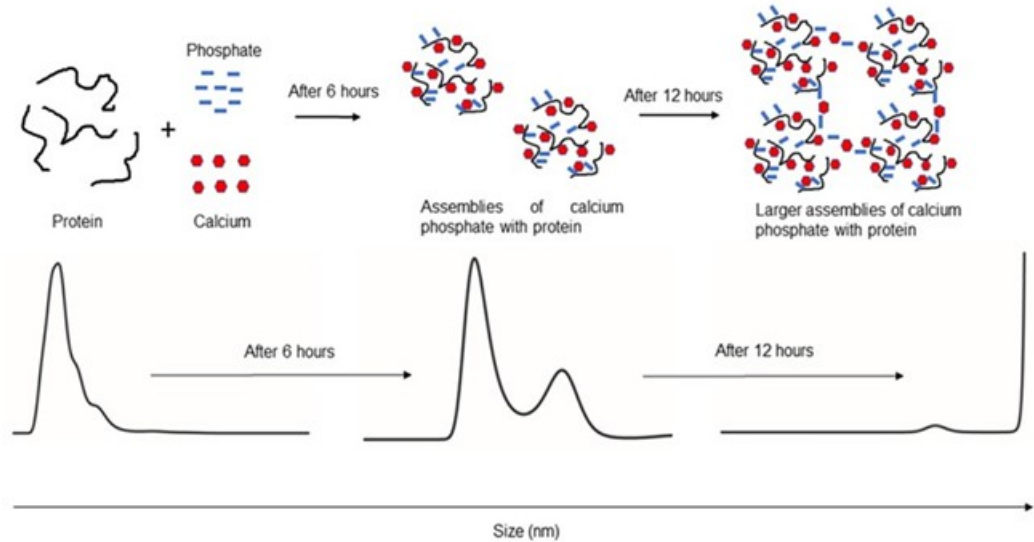 Phosphate
After 6 hours
After 12 hours
+
Protein
Calcium
Assemblies of calcium
phosphate with protein
Larger assemblies of calcium
phosphate with protein
After 6 hours
After 12 hours
Size (nm)